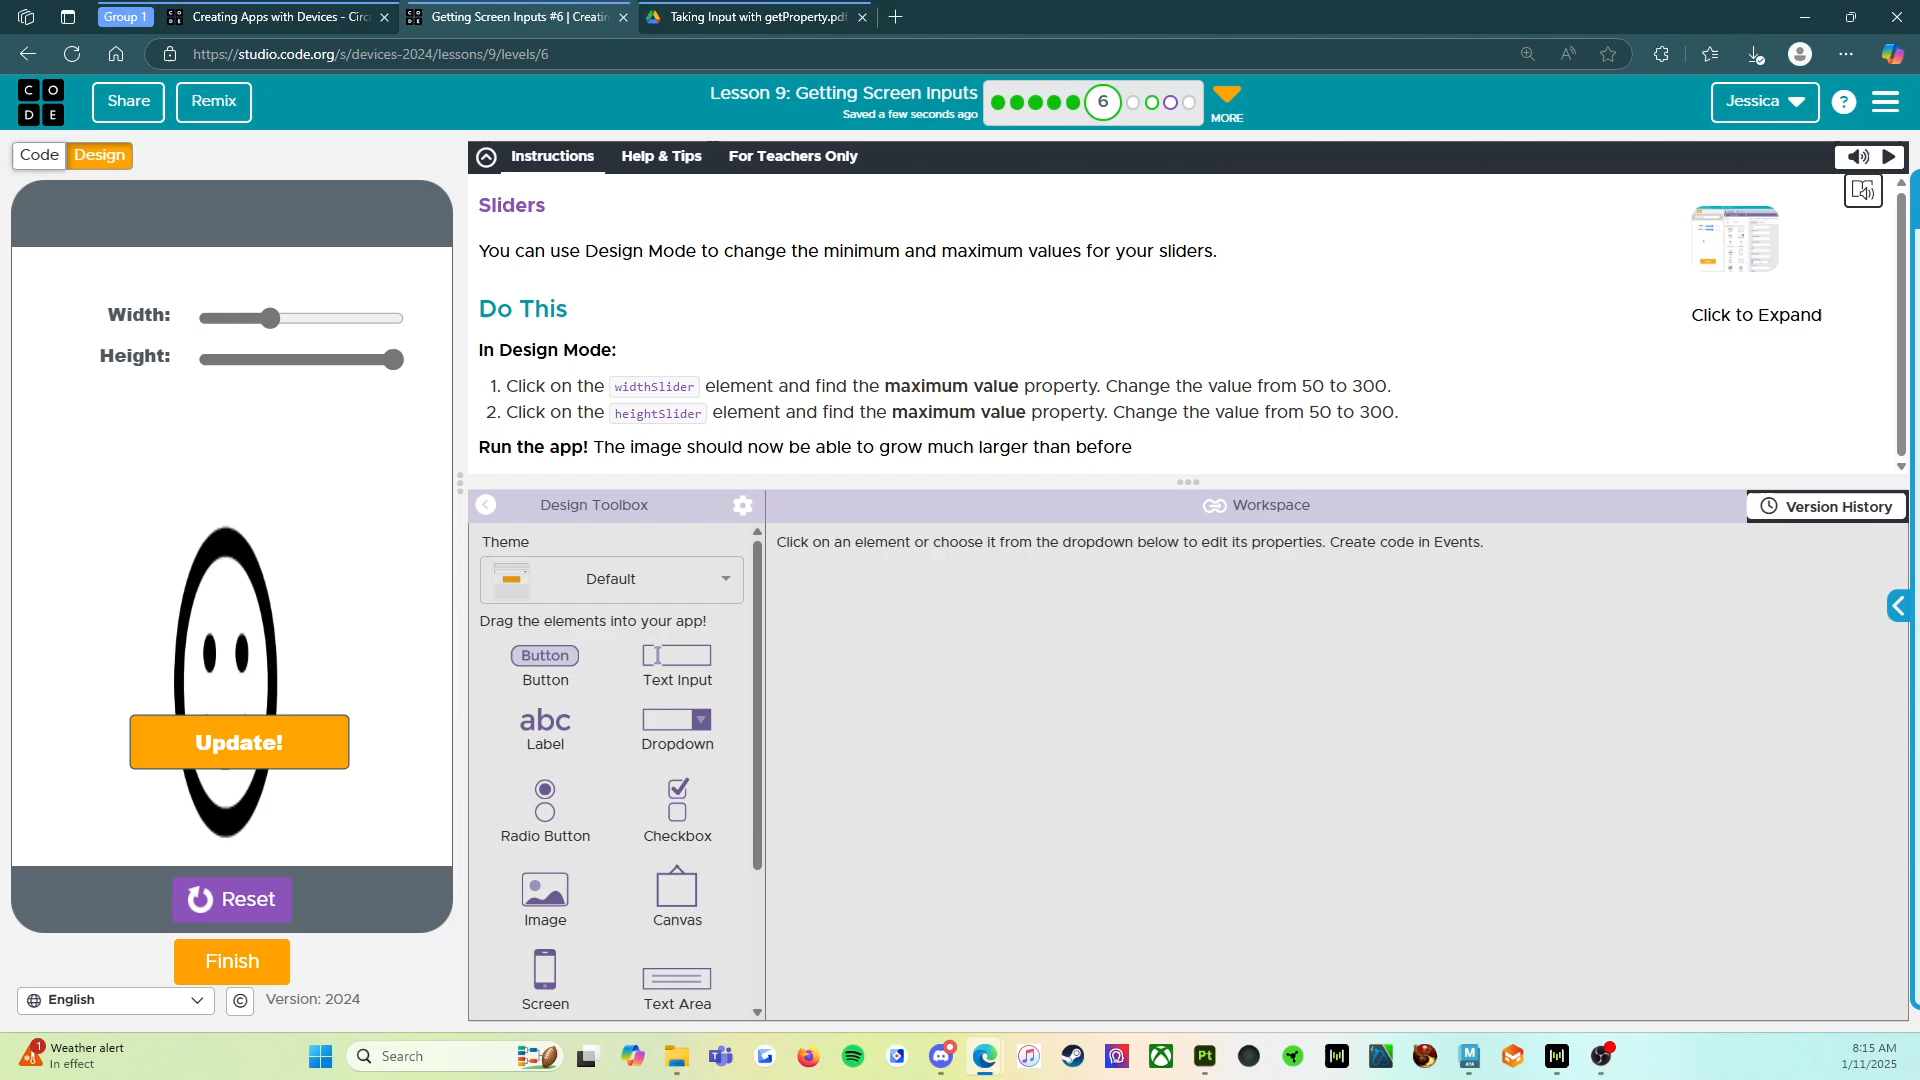 Group 1
Creating Apps with Devices - Circ
Getting Screen Inputs #6 | Creatin
Taking Input with getProperty.pdf
https://studio.code.org/s/devices-2024/lessons/9/levels/6
C O
D E
Share
Remix
Lesson 9: Getting Screen Inputs
Saved a few seconds ago
6
MORE
Jessica
?
Code
Design
Instructions
Help & Tips
For Teachers Only
Sliders
You can use Design Mode to change the minimum and maximum values for your sliders.
Click to Expand
Do This
In Design Mode:
1. Click on the widthSlider element and find the maximum value property. Change the value from 50 to 300.
2. Click on the heightSlider element and find the maximum value property. Change the value from 50 to 300.
Run the app! The image should now be able to grow much larger than before
Width:
Height:
Update!
Reset
Finish
English
©
Version: 2024
Design Toolbox
Workspace
Version History
Theme
Default
Drag the elements into your app!
Button
Button
Text Input
abc
Label
Dropdown
Radio Button
Checkbox
Image
Canvas
Screen
Text Area
Click on an element or choose it from the dropdown below to edit its properties. Create code in Events.
1
Weather alert
In effect
Search
8:15 AM
1/11/2025